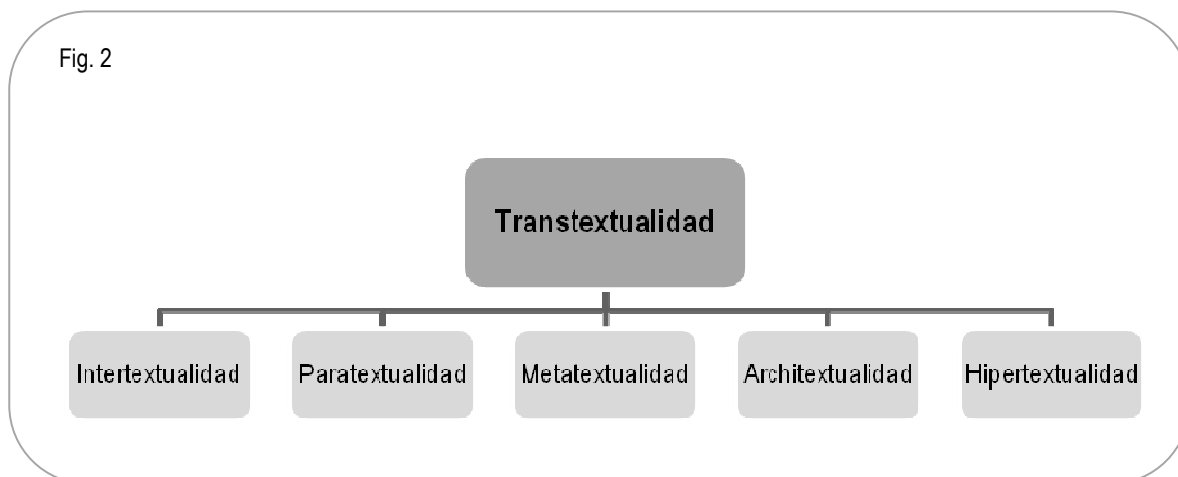 Fig. 2
Transtextualidad
Intertextualidad
Paratextualidad
Metatextualidad
Architextualidad
Hipertextualidad